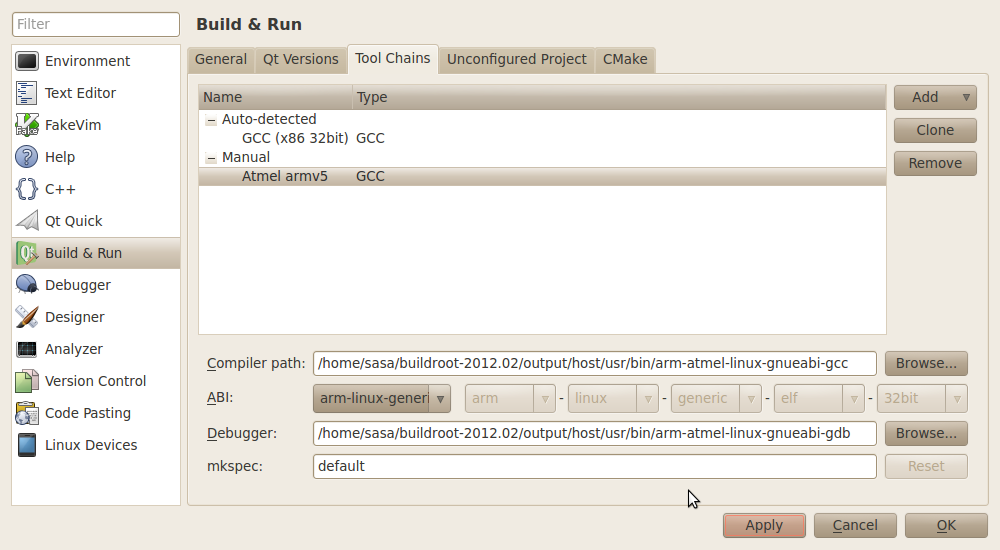 Filter
Build & Run
Environment
Text Editor
FakeVim
Help
C++
Qt Quick
Build & Run
Debugger
Designer
Analyzer
Version Control
Code Pasting
Linux Devices
General Qt Versions Tool Chains Unconfigured Project CMake
Name Type
Auto-detected
GCC (x86 32bit) GCC
Manual
Atmel armv5 GCC
Add
Clone
Remove
Compiler path: /home/sasa/buildroot-2012.02/output/host/usr/bin/arm-atmel-linux-gnueabi-gcc Browse...
ABI: arm-linux-generi arm - linux - generic - elf - 32bit
Debugger: /home/sasa/buildroot-2012.02/output/host/usr/bin/arm-atmel-linux-gnueabi-gdb Browse...
mkspec: default Reset
Apply Cancel OK